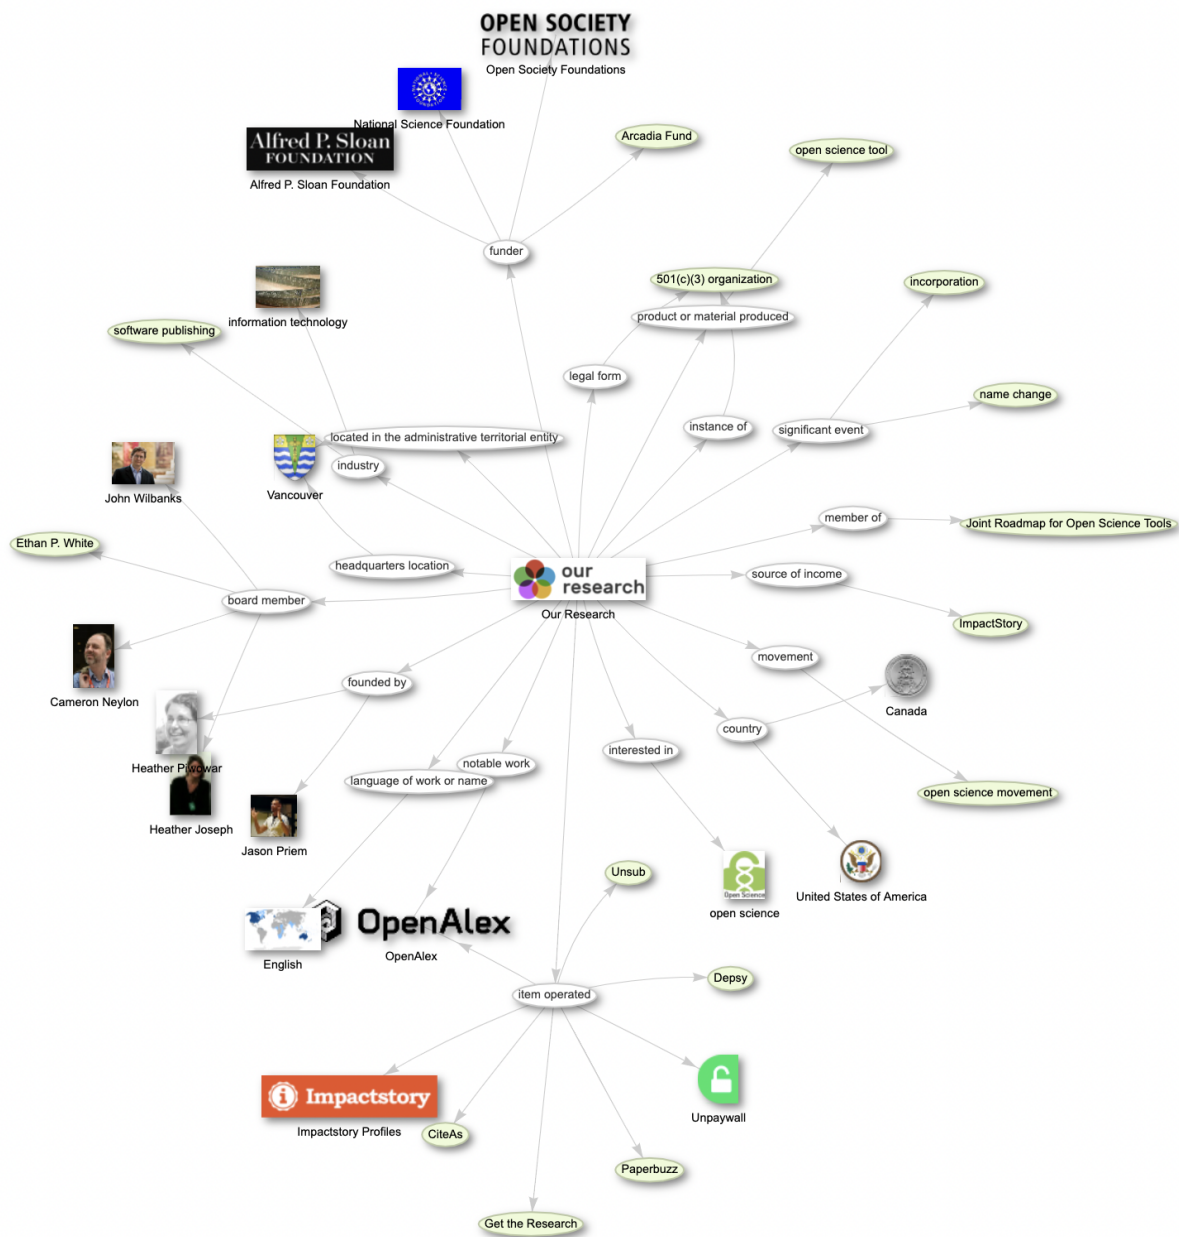 OPEN SOCIETY
FOUNDATIONS
Open Society Foundations
National Science Foundation
Alfred P. Sloan
FOUNDATION
Alfred P. Sloan Foundation
Arcadia Fund
open science tool
funder
501(c)(3) organization
incorporation
product or material produced
information technology
software publishing
legal form
name change
instance of
significant event
located in the administrative territorial entity
industry
Vancouver
John Wilbanks
member of
Joint Roadmap for Open Science Tools
Ethan P. White
headquarters location
our
research
Our Research
source of income
board member
ImpactStory
movement
founded by
Cameron Neylon
Canada
country
interested in
notable work
Heather Piwowar
language of work or name
open science movement
Heather Joseph
Jason Priem
Unsub
Open Science
open science
United States of America
OpenAlex
OpenAlex
English
Depsy
item operated
Impactstory
Impactstory Profiles
CiteAs
Unpaywall
Paperbuzz
Get the Research